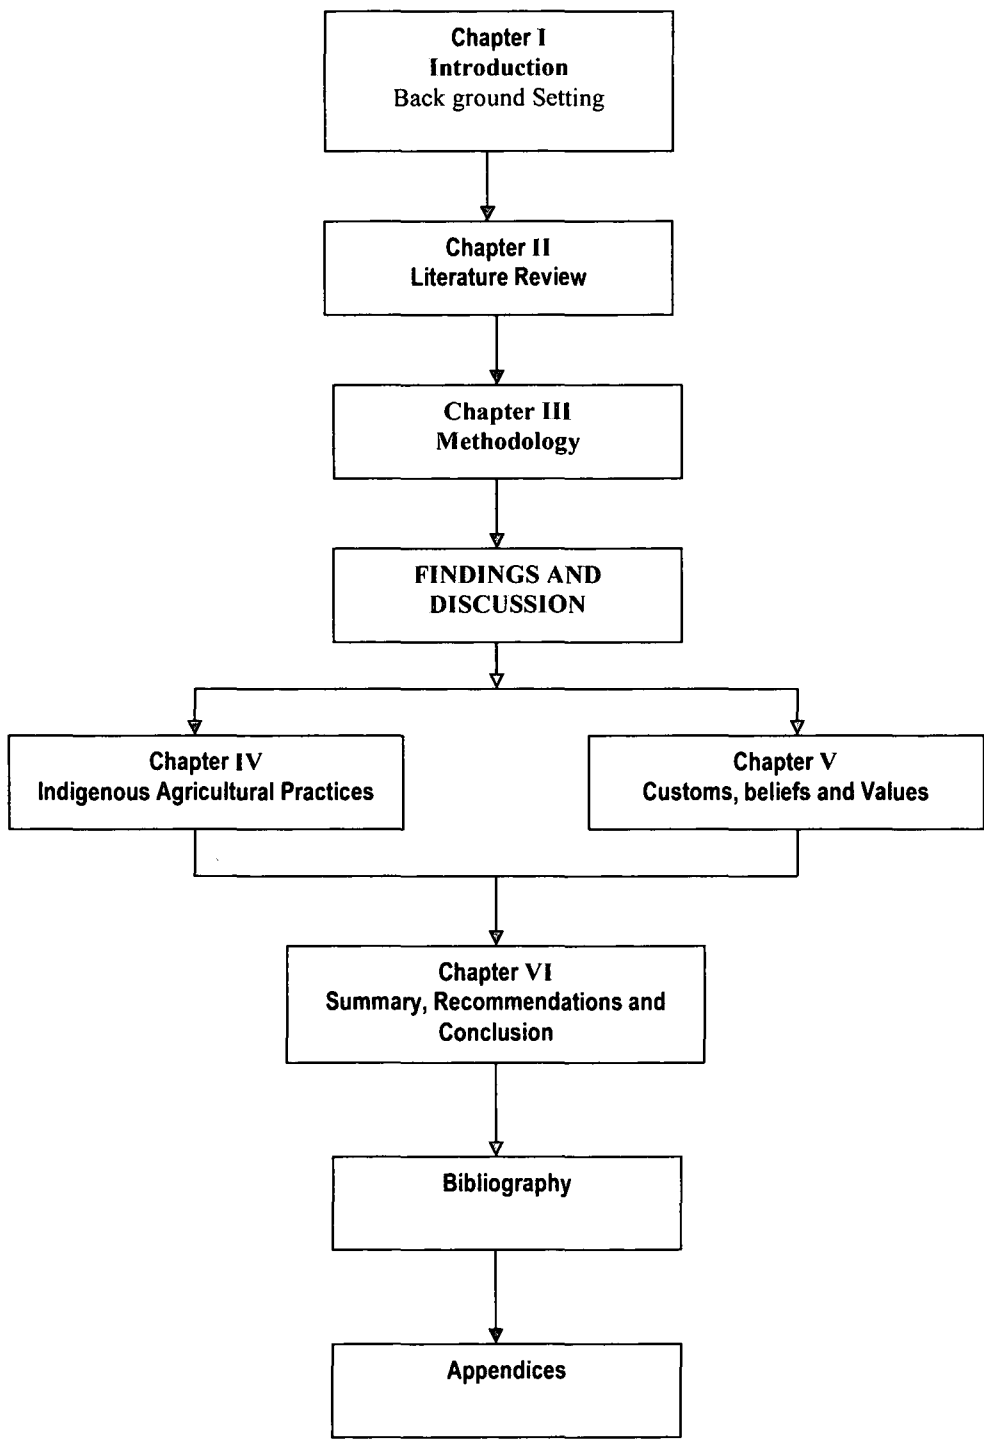 Chapter I
Introduction
Back ground Setting
Chapter II
Literature Review
Chapter III
Methodology
FINDINGS AND
DISCUSSION
Chapter IV
Indigenous Agricultural Practices
Chapter V
Customs, beliefs and Values
Chapter VI
Summary, Recommendations and
Conclusion
Bibliography
Appendices